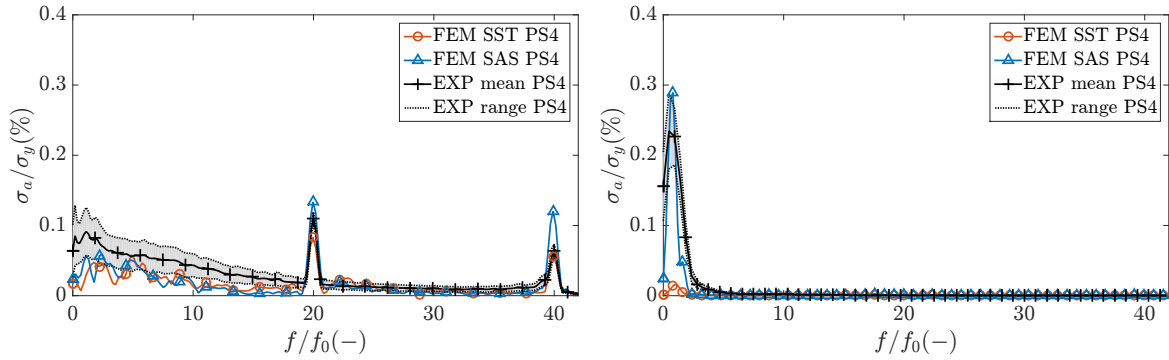 0.4
0.3
0.2
0.1
0
σₐ/σ_y(%)
0 10 20 30 40
f/f₀(−)
FEM SST PS4
FEM SAS PS4
EXP mean PS4
EXP range PS4
0.4
0.3
0.2
0.1
0
σₐ/σ_y(%)
0 10 20 30 40
f/f₀(−)
FEM SST PS4
FEM SAS PS4
EXP mean PS4
EXP range PS4